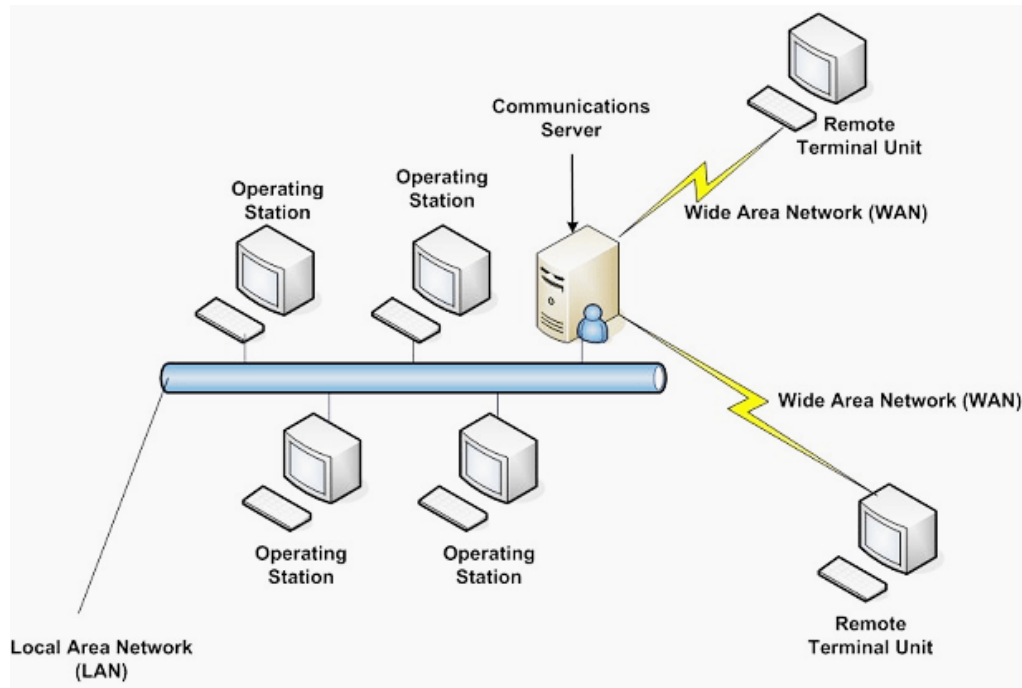 Communications
Server
Remote
Terminal Unit
Operating
Station
Operating
Station
Wide Area Network (WAN)
Wide Area Network (WAN)
Operating
Station
Operating
Station
Remote
Terminal Unit
Local Area Network
(LAN)